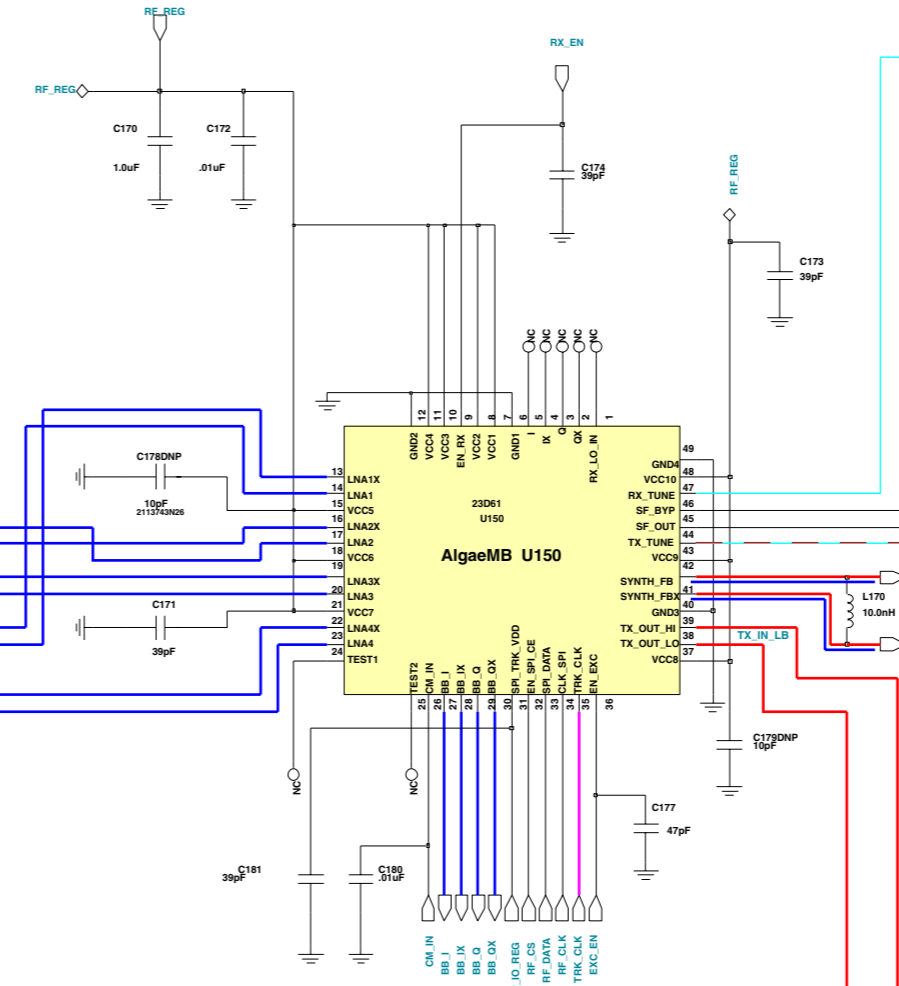 RF_REG
RX_EN
RF_REG
C170
C172
1.0uF
.01uF
C174
39pF
RF_REG
C173
39pF
NC
NC
NC
NC
NC
12
11
10
9
8
7
6
5
4
3
2
1
GND2
VCC4
VCC3
EN_RX
VCC2
VCC1
GND1
I
IX
Q
QX
RX_LO_IN
C178DNP
10pF
2113743N26
13
LNA1X
14
LNA1
15
VCC5
16
LNA2X
17
LNA2
18
VCC6
19
LNA3X
20
LNA3
21
VCC7
22
LNA4X
23
LNA4
24
TEST1
C171
39pF
23D61
U150
AlgaeMB U150
49
GND4
48
VCC10
47
RX_TUNE
46
SF_BYP
45
SF_OUT
44
TX_TUNE
43
VCC9
42
SYNTH_FB
41
SYNTH_FBX
40
GND3
39
TX_OUT_HI
38
TX_OUT_LO
37
VCC8
L170
10.0nH
TX_IN_LB
TEST2
CM_IN
BB_I
BB_IX
BB_Q
BB_QX
SPI_TRK_VDD
EN_SPI_CE
SPI_DATA
CLK_SPI
TRK_CLK
EN_EXC
25
26
27
28
29
30
31
32
33
34
35
36
C179DNP
10pF
NC
NC
C177
47pF
C181
39pF
C180
.01uF
CM_IN
BB_I
BB_IX
BB_Q
BB_QX
_IO_REG
RF_CS
RF_DATA
RF_CLK
TRK_CLK
EXC_EN